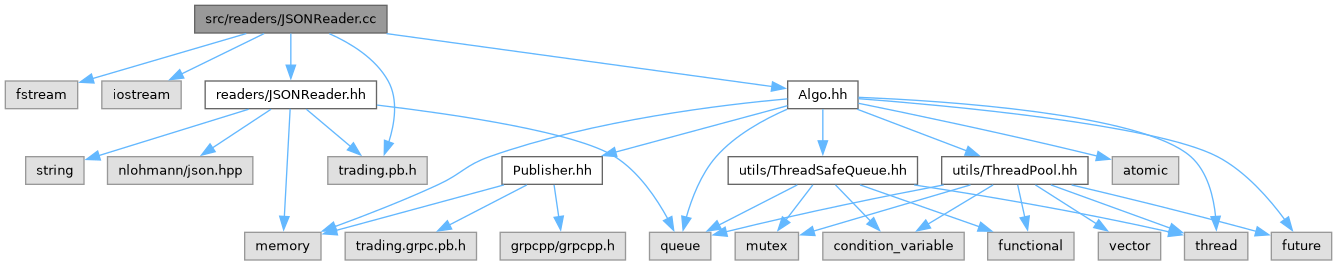 src/readers/JSONReader.cc
fstream
iostream
readers/JSONReader.hh
Algo.hh
string
nlohmann/json.hpp
trading.pb.h
Publisher.hh
utils/ThreadSafeQueue.hh
utils/ThreadPool.hh
atomic
memory
trading.grpc.pb.h
grpcpp/grpcpp.h
queue
mutex
condition_variable
functional
vector
thread
future